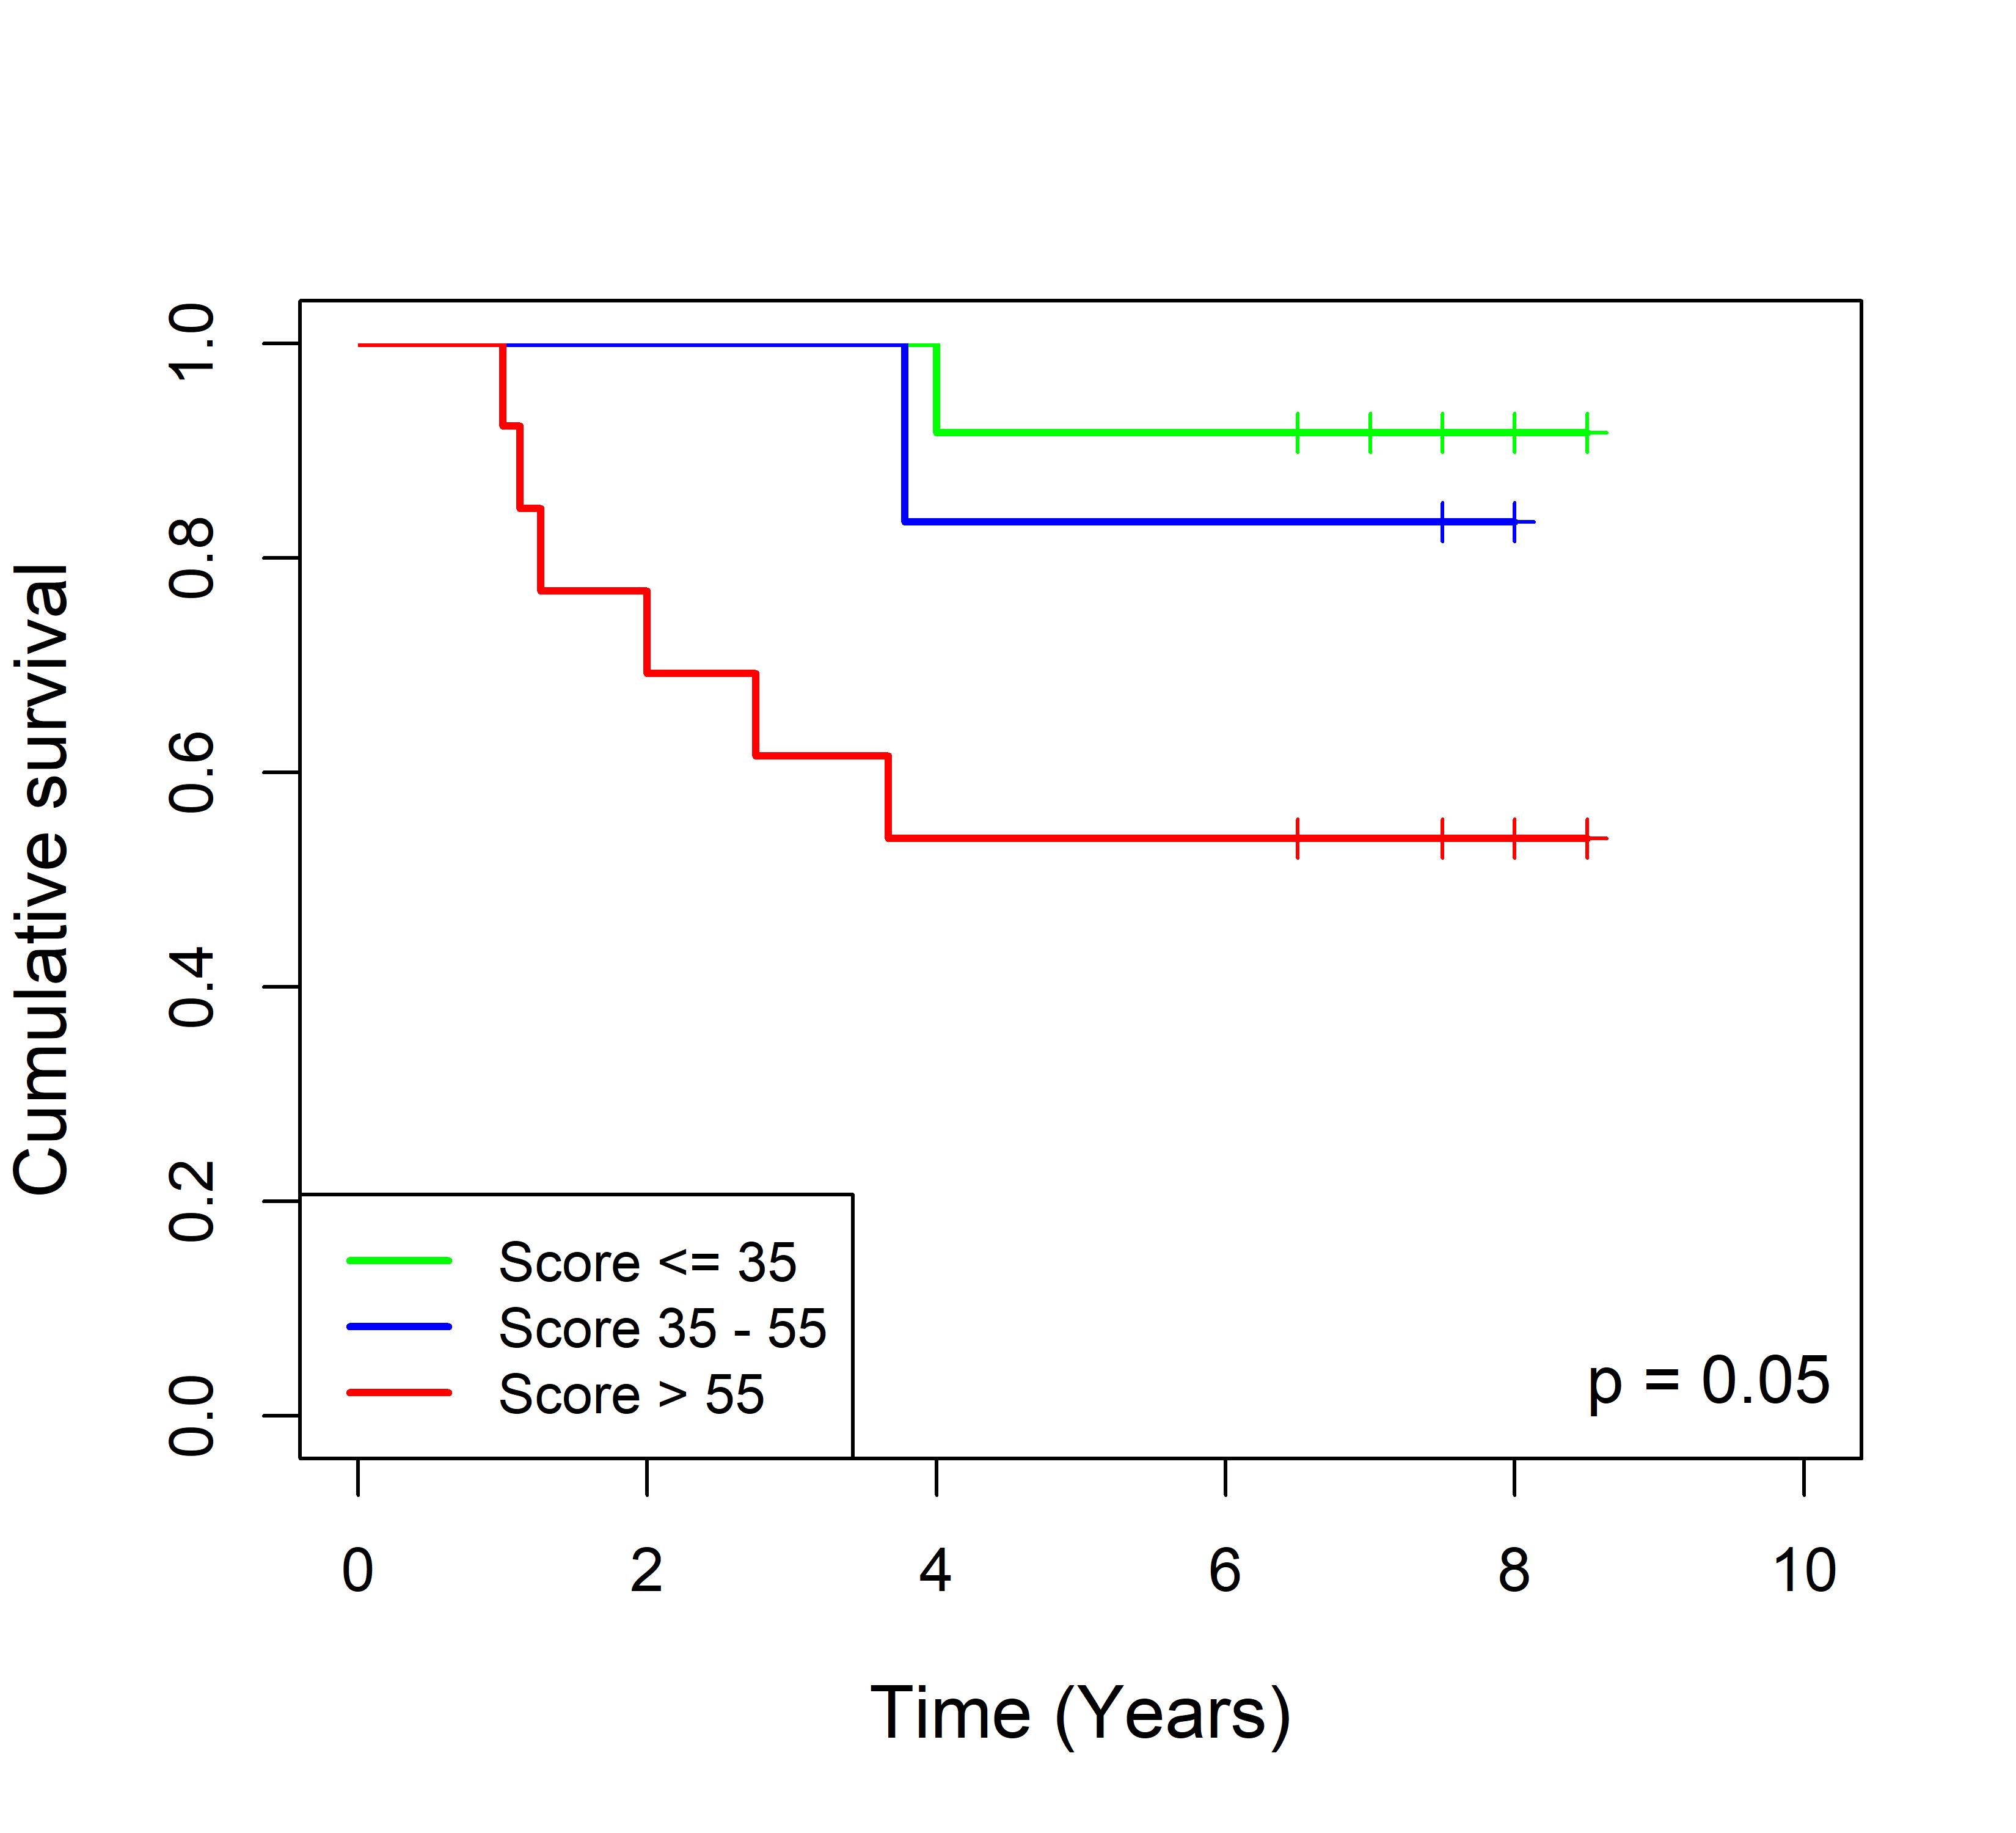 Cumulative survival
1.0
0.8
0.6
0.4
0.2
0.0
Score <= 35
Score 35 - 55
Score > 55
p = 0.05
0 2 4 6 8 10
Time (Years)